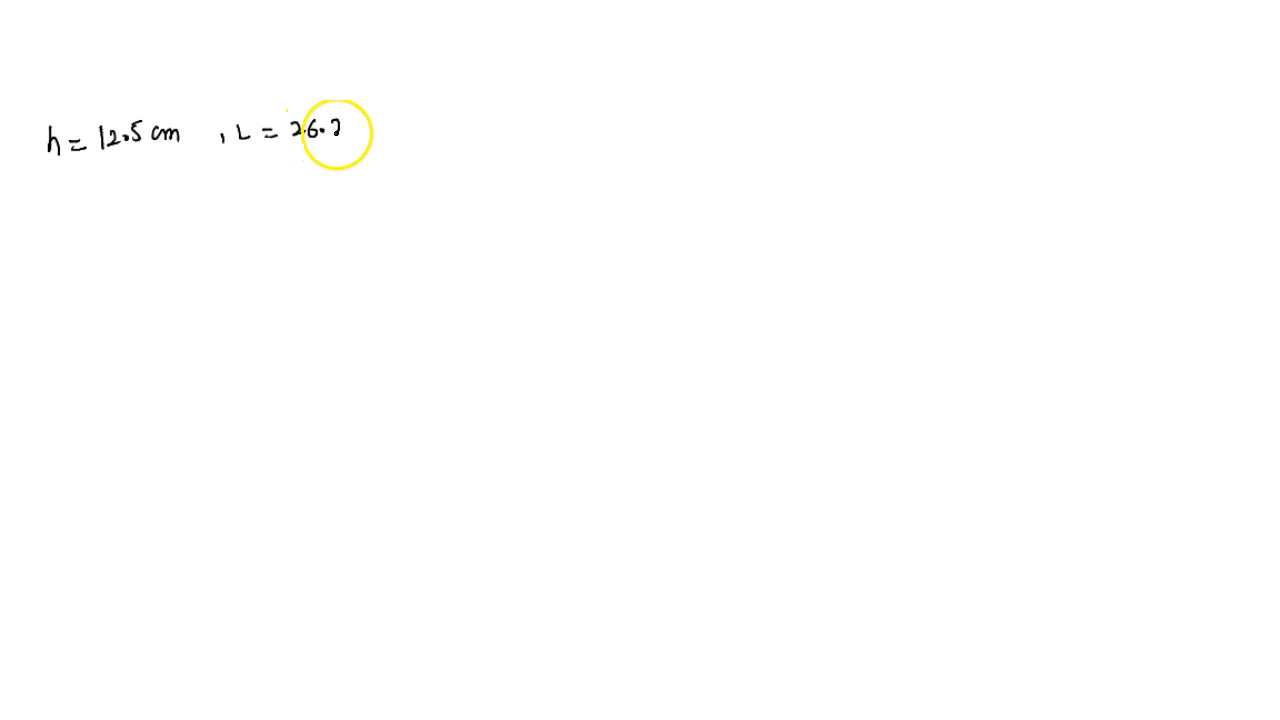 h = 12.5 cm , L = 26.2